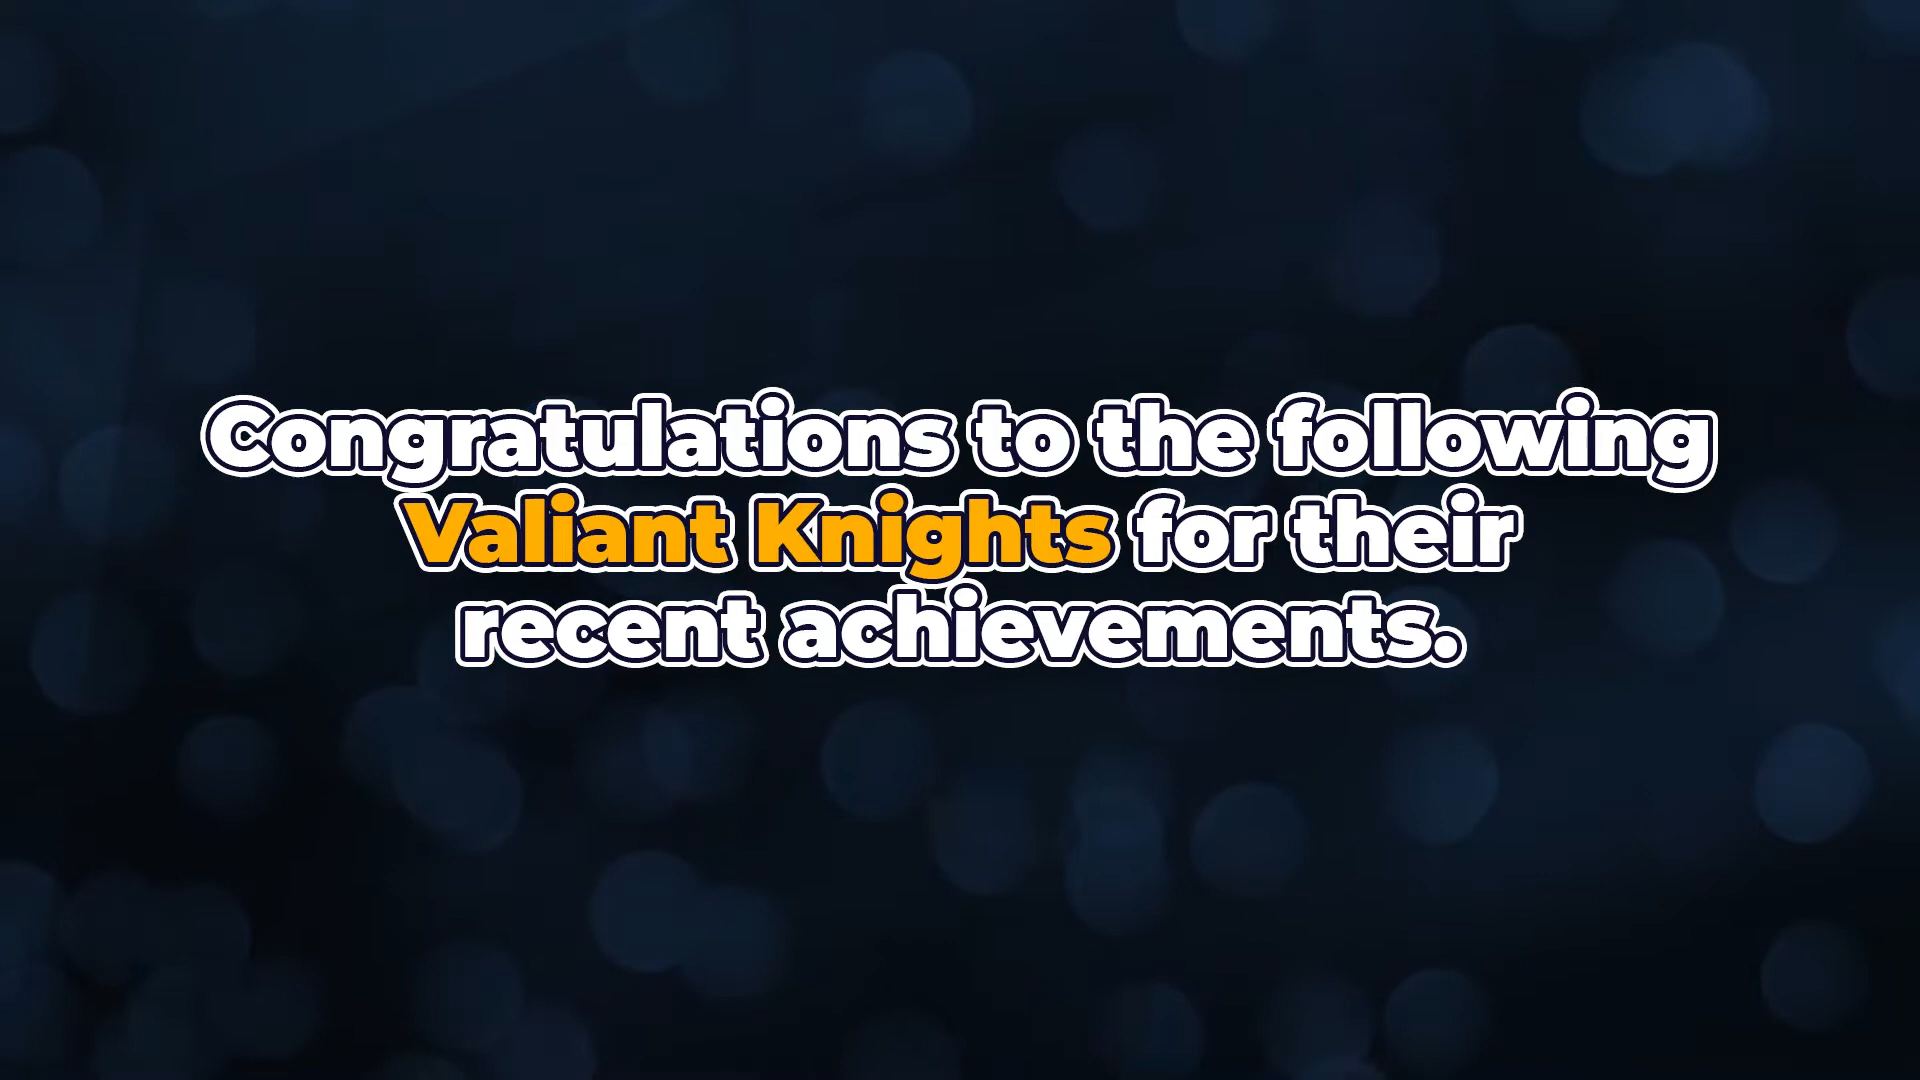 Congratulations to the following
Valiant Knights for their
recent achievements.